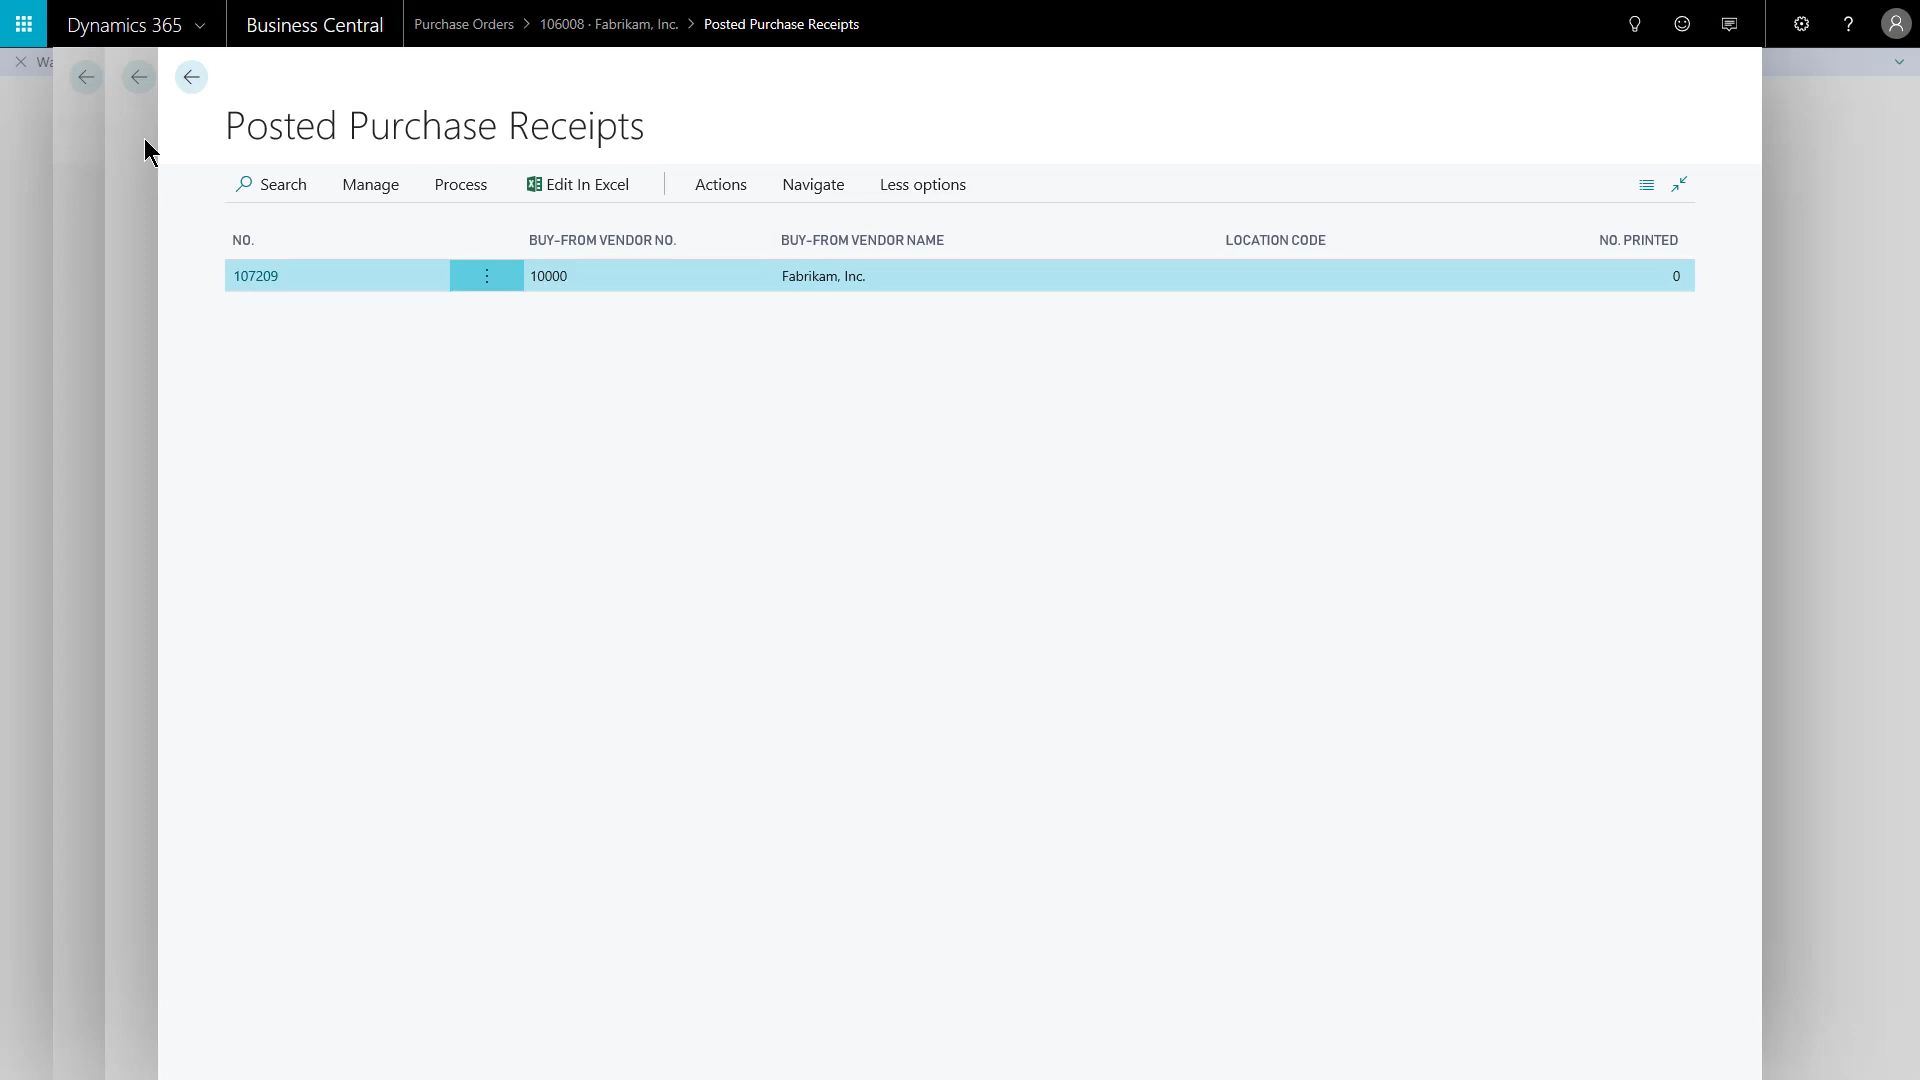 Dynamics 365 Business Central Purchase Orders > 106008 · Fabrikam, Inc. > Posted Purchase Receipts ?
Wa
Posted Purchase Receipts
Search Manage Process Edit In Excel Actions Navigate Less options
NO. BUY-FROM VENDOR NO. BUY-FROM VENDOR NAME LOCATION CODE NO. PRINTED
107209 10000 Fabrikam, Inc. 0